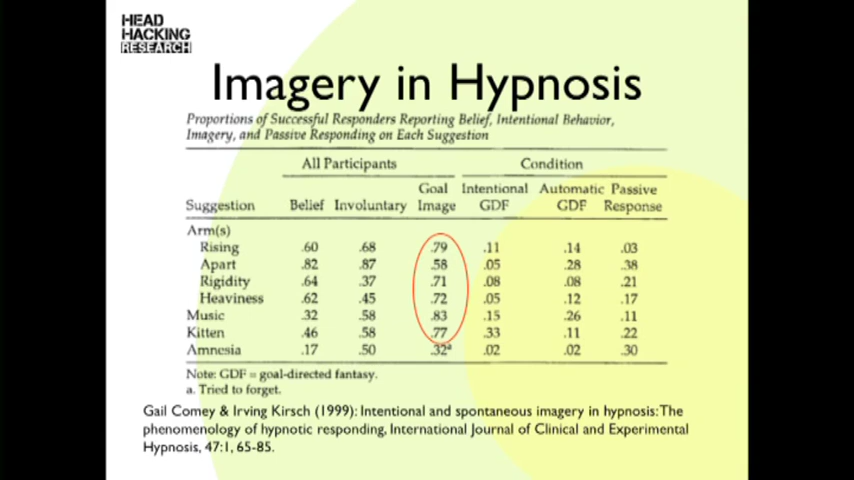 HEAD
HACKING
RESEARCH
Imagery in Hypnosis
Proportions of Successful Responders Reporting Belief, Intentional Behavior,
Imagery, and Passive Responding on Each Suggestion
All Participants Condition
Goal Intentional Automatic Passive
Suggestion Belief Involuntary Image GDF GDF Response
Arm(s)
Rising .60 .68 .79 .11 .14 .03
Apart .82 .87 .58 .05 .28 .38
Rigidity .64 .37 .71 .08 .08 .21
Heaviness .62 .45 .72 .05 .12 .17
Music .32 .58 .83 .15 .26 .11
Kitten .46 .58 .77 .33 .11 .22
Amnesia .17 .50 .32a .02 .02 .30
Note: GDF = goal-directed fantasy.
a. Tried to forget.
Gail Comey & Irving Kirsch (1999): Intentional and spontaneous imagery in hypnosis: The
phenomenology of hypnotic responding, International Journal of Clinical and Experimental
Hypnosis, 47:1, 65-85.